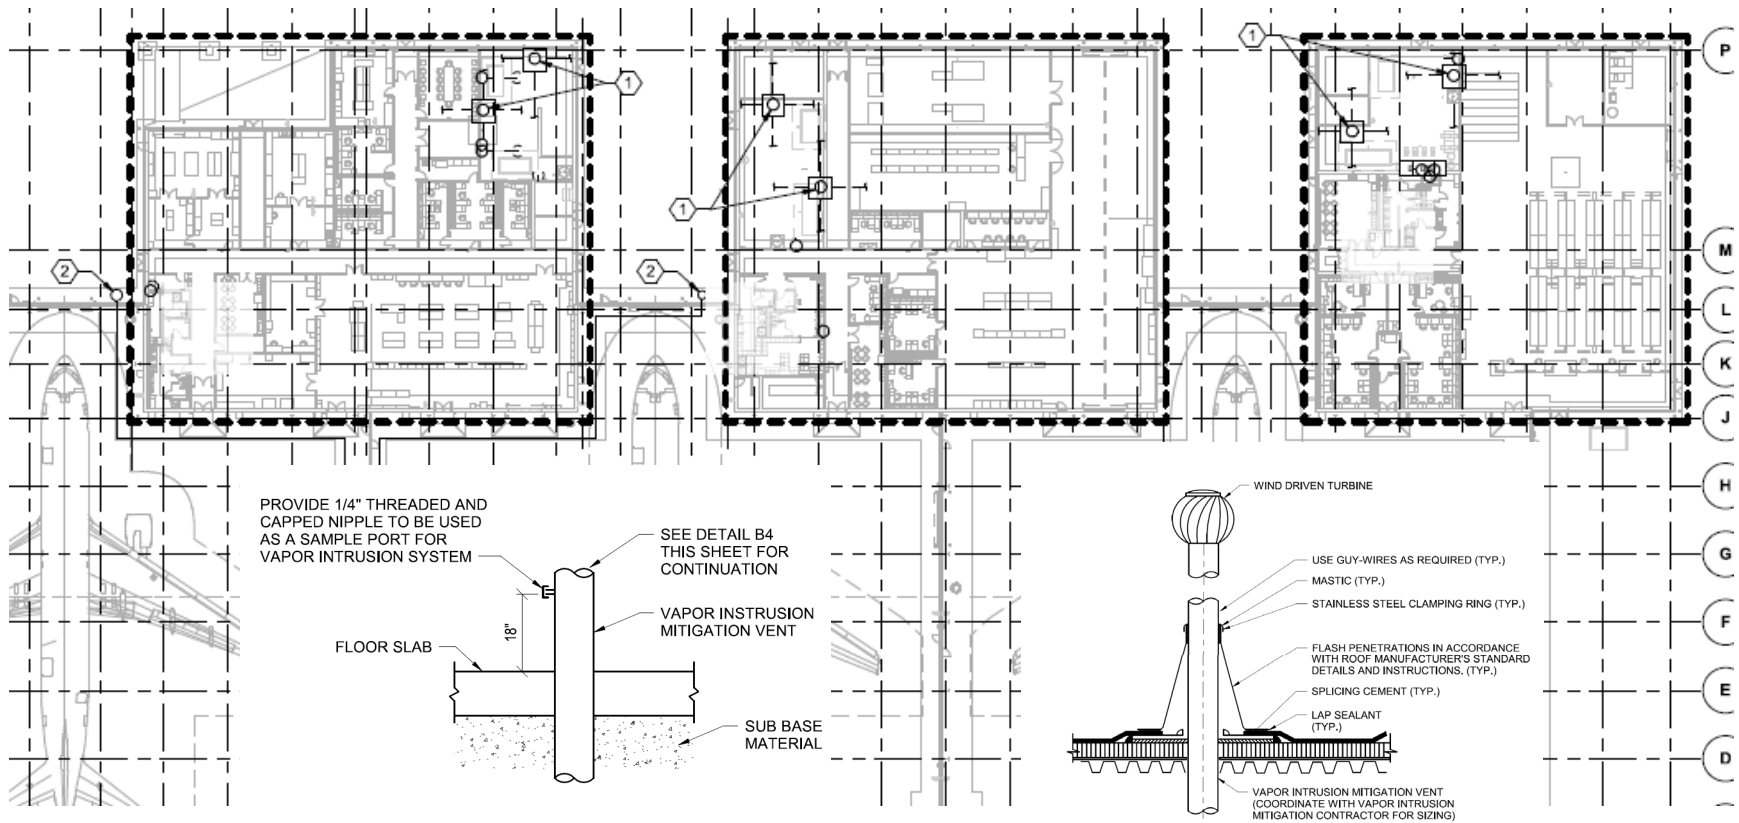 1
P
1
1
M
2
2
L
K
J
H
G
F
E
D
PROVIDE 1/4" THREADED AND
CAPPED NIPPLE TO BE USED
AS A SAMPLE PORT FOR
VAPOR INTRUSION SYSTEM
SEE DETAIL B4
THIS SHEET FOR
CONTINUATION
18"
VAPOR INSTRUSION
MITIGATION VENT
FLOOR SLAB
SUB BASE
MATERIAL
WIND DRIVEN TURBINE
USE GUY-WIRES AS REQUIRED (TYP.)
MASTIC (TYP.)
STAINLESS STEEL CLAMPING RING (TYP.)
FLASH PENETRATIONS IN ACCORDANCE
WITH ROOF MANUFACTURER'S STANDARD
DETAILS AND INSTRUCTIONS. (TYP.)
SPLICING CEMENT (TYP.)
LAP SEALANT
(TYP.)
VAPOR INTRUSION MITIGATION VENT
(COORDINATE WITH VAPOR INTRUSION
MITIGATION CONTRACTOR FOR SIZING)